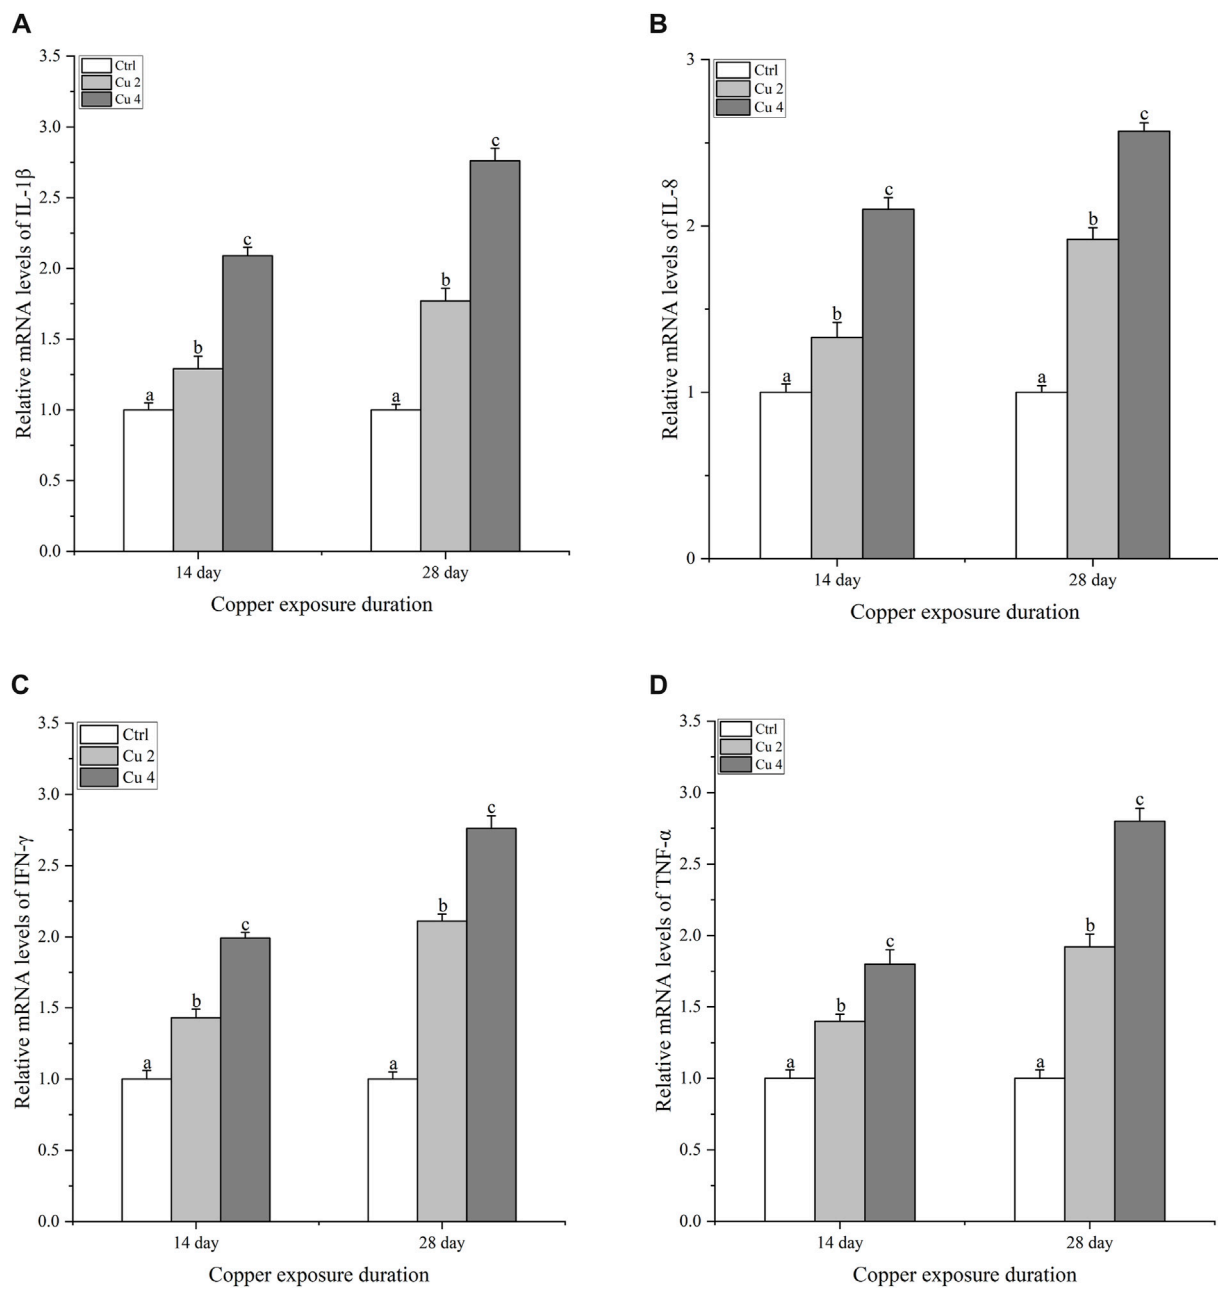 A
Relative mRNA levels of IL-1β
3.5
3.0
2.5
2.0
1.5
1.0
0.5
0.0
Ctrl
Cu 2
Cu 4
a
b
c
a
b
c
14 day
28 day
Copper exposure duration
B
Relative mRNA levels of IL-8
3
2
1
0
Ctrl
Cu 2
Cu 4
a
b
c
a
b
c
14 day
28 day
Copper exposure duration
C
Relative mRNA levels of IFN-γ
3.5
3.0
2.5
2.0
1.5
1.0
0.5
0.0
Ctrl
Cu 2
Cu 4
a
b
c
a
b
c
14 day
28 day
Copper exposure duration
D
Relative mRNA levels of TNF-α
3.5
3.0
2.5
2.0
1.5
1.0
0.5
0.0
Ctrl
Cu 2
Cu 4
a
b
c
a
b
c
14 day
28 day
Copper exposure duration